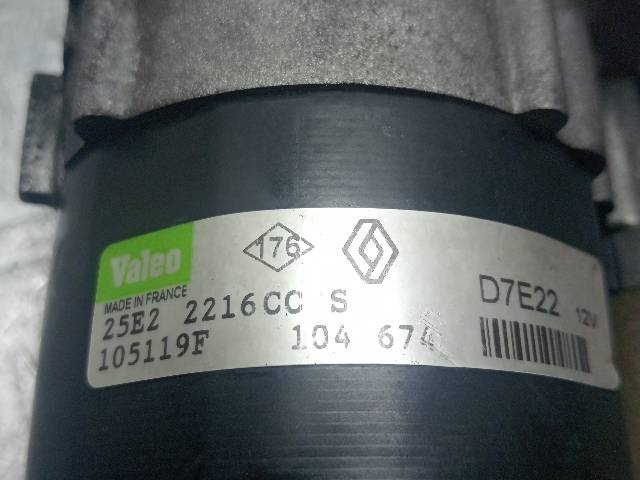 Valeo
176
MADE IN FRANCE
25E2 2216CC S
105119F 104 674
D7E22 12V